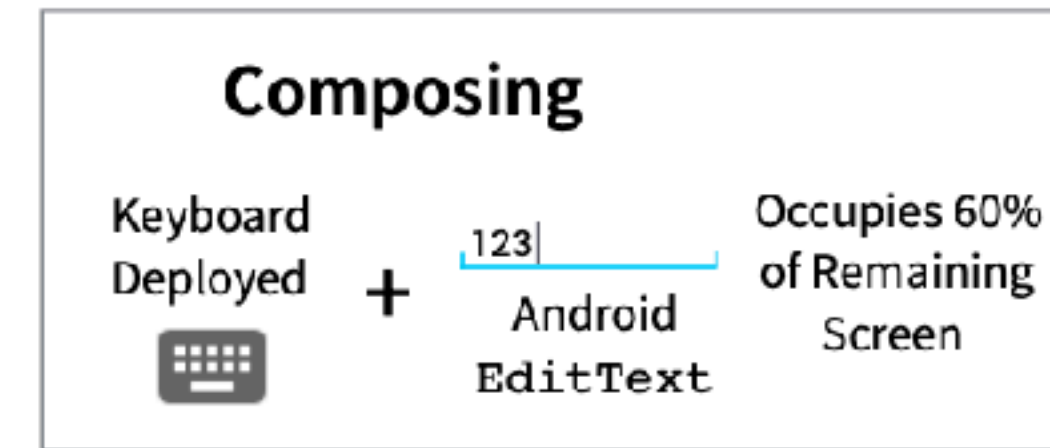 Composing
Keyboard
Deployed
+
123
Android
EditText
Occupies 60%
of Remaining
Screen